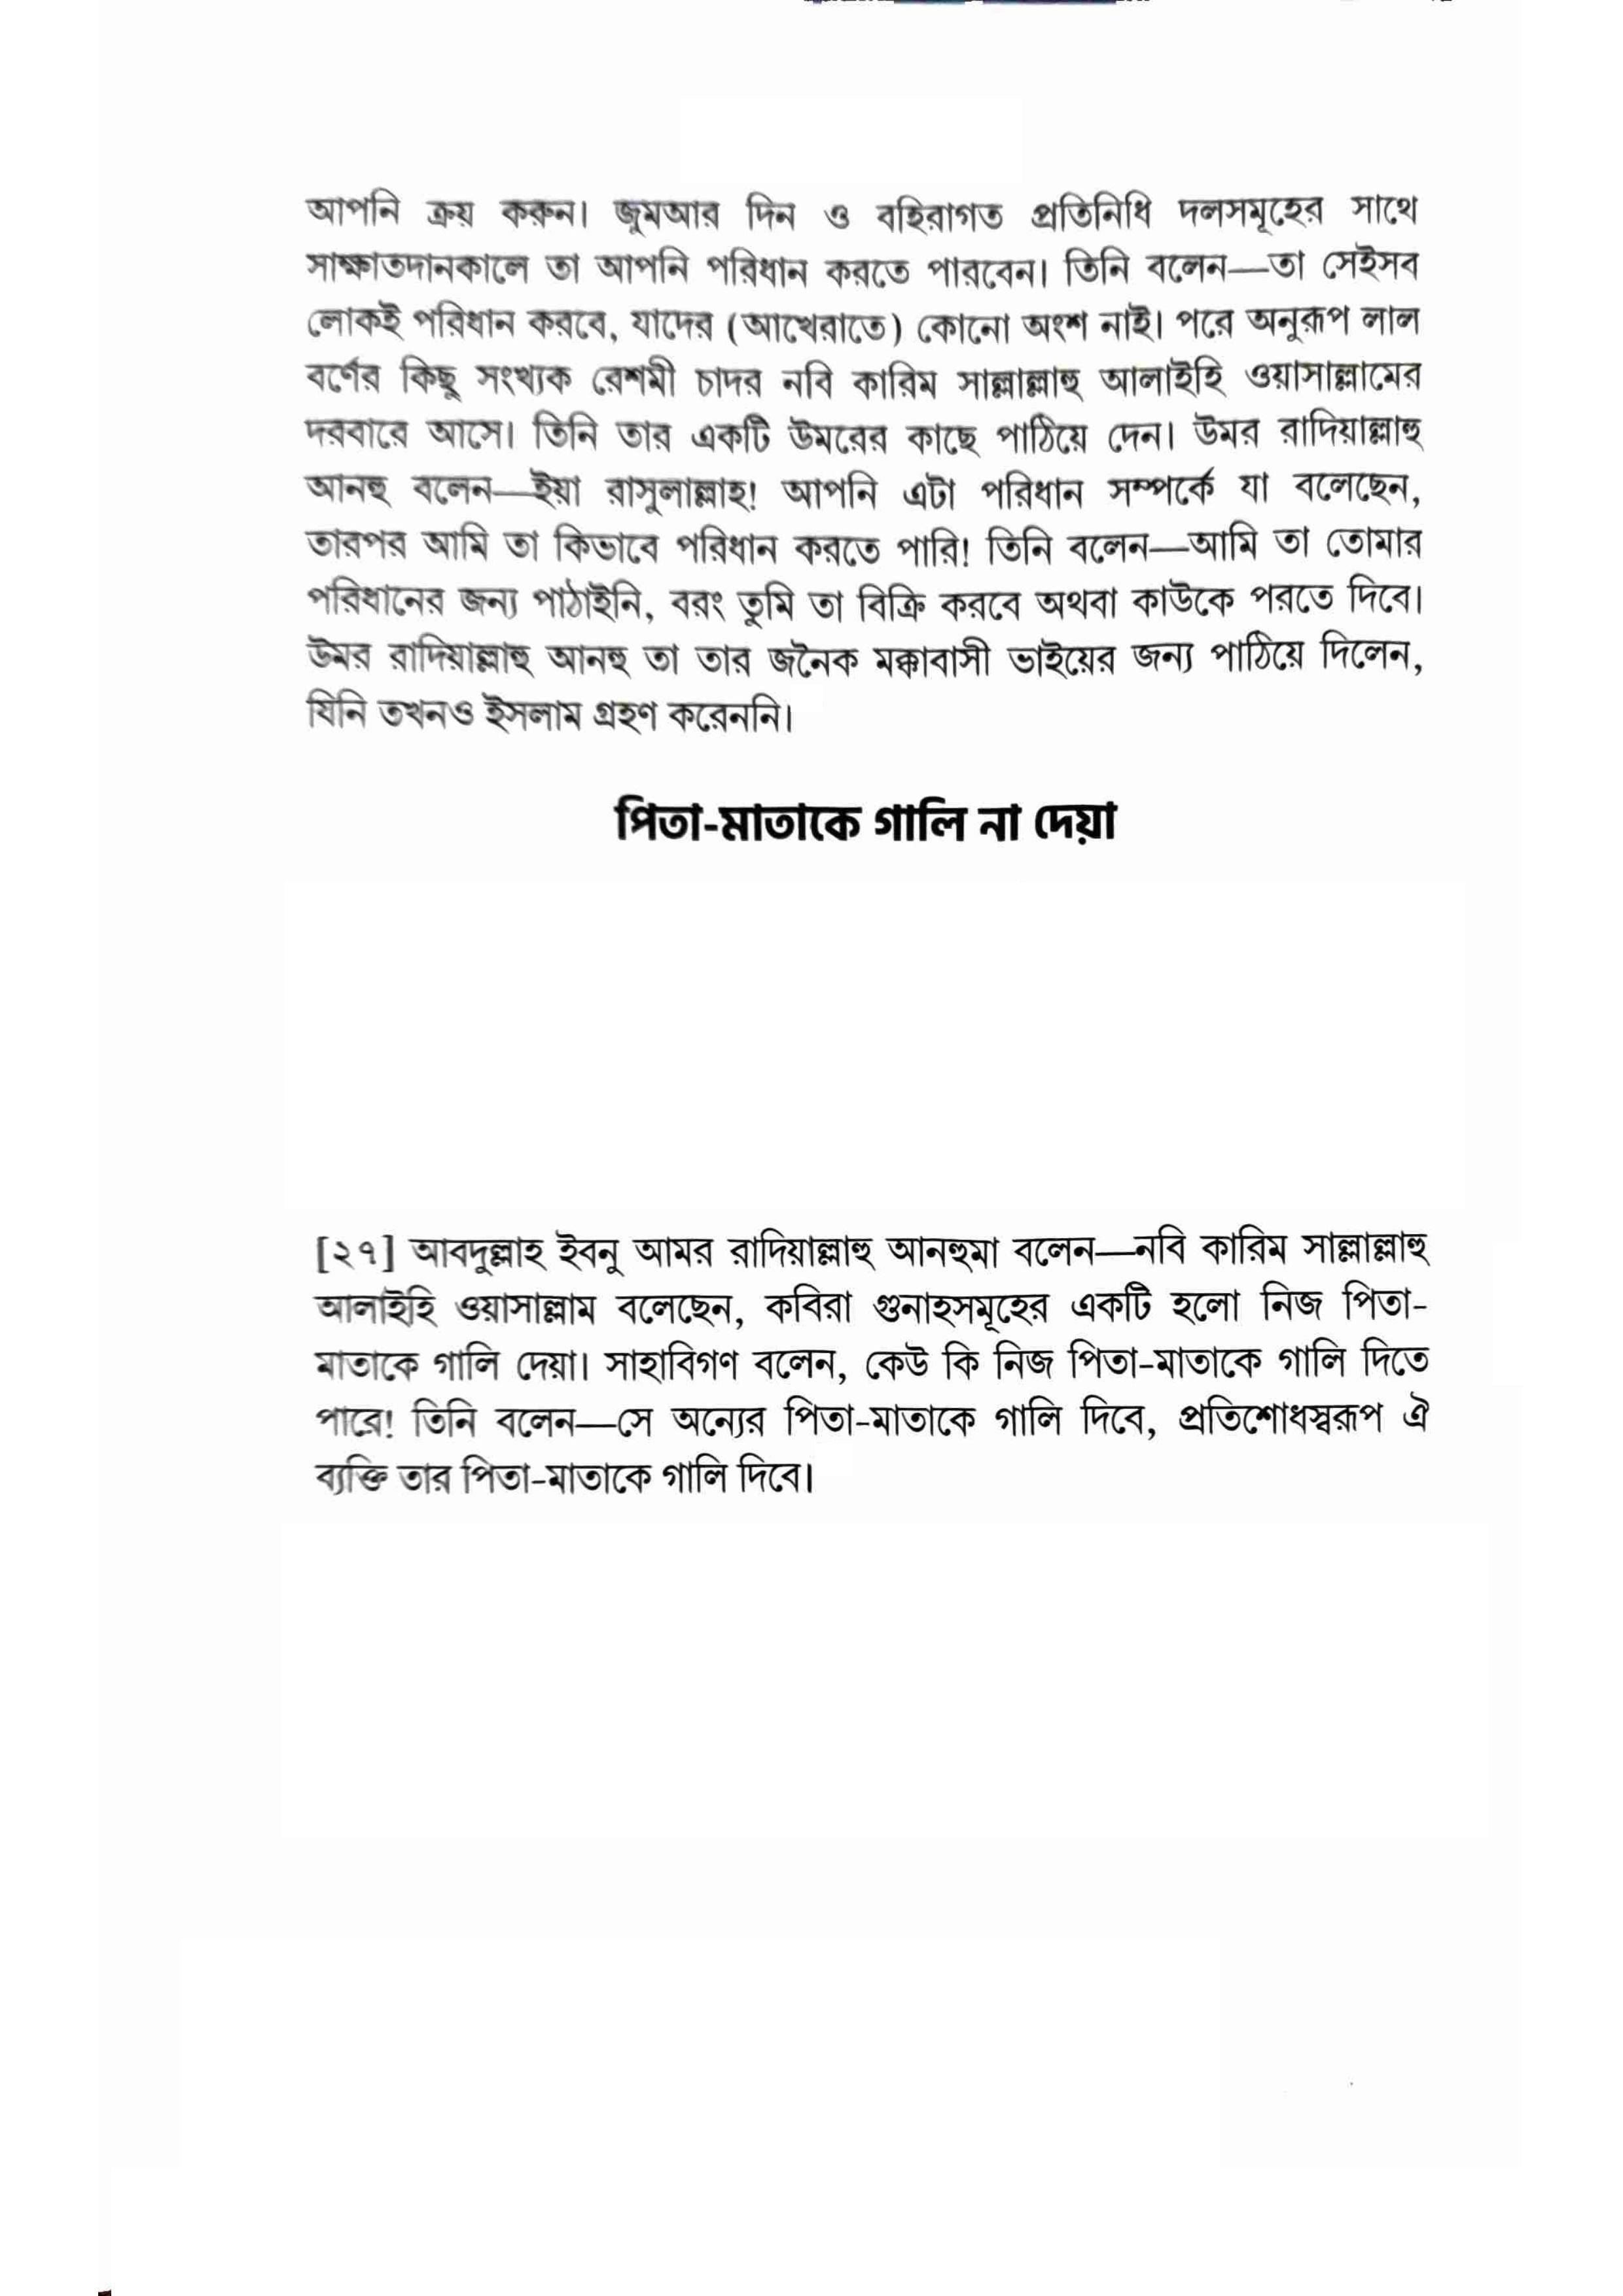 আপনি ক্রয় করুন। জুমআর দিন ও বহিরাগত প্রতিনিধি দলসমূহের সাথে
সাক্ষাতদানকালে তা আপনি পরিধান করতে পারবেন। তিনি বলেন—তা সেইসব
লোকই পরিধান করবে, যাদের (আখেরাতে) কোনো অংশ নাই। পরে অনুরূপ লাল
বর্ণের কিছু সংখ্যক রেশমী চাদর নবি কারিম সাল্লাল্লাহু আলাইহি ওয়াসাল্লামের
দরবারে আসে। তিনি তার একটি উমরের কাছে পাঠিয়ে দেন। উমর রাদিয়াল্লাহু
আনহু বলেন—ইয়া রাসুলাল্লাহ! আপনি এটা পরিধান সম্পর্কে যা বলেছেন,
তারপর আমি তা কিভাবে পরিধান করতে পারি! তিনি বলেন—আমি তা তোমার
পরিধানের জন্য পাঠাইনি, বরং তুমি তা বিক্রি করবে অথবা কাউকে পরতে দিবে।
উমর রাদিয়াল্লাহু আনহু তা তার জনৈক মক্কাবাসী ভাইয়ের জন্য পাঠিয়ে দিলেন,
যিনি তখনও ইসলাম গ্রহণ করেননি।
পিতা-মাতাকে গালি না দেয়া
[২৭] আবদুল্লাহ ইবনু আমর রাদিয়াল্লাহু আনহুমা বলেন—নবি কারিম সাল্লাল্লাহু
আলাইহি ওয়াসাল্লাম বলেছেন, কবিরা গুনাহসমূহের একটি হলো নিজ পিতা-
মাতাকে গালি দেয়া। সাহাবিগণ বলেন, কেউ কি নিজ পিতা-মাতাকে গালি দিতে
পারে! তিনি বলেন—সে অন্যের পিতা-মাতাকে গালি দিবে, প্রতিশোধস্বরূপ ঐ
ব্যক্তি তার পিতা-মাতাকে গালি দিবে।